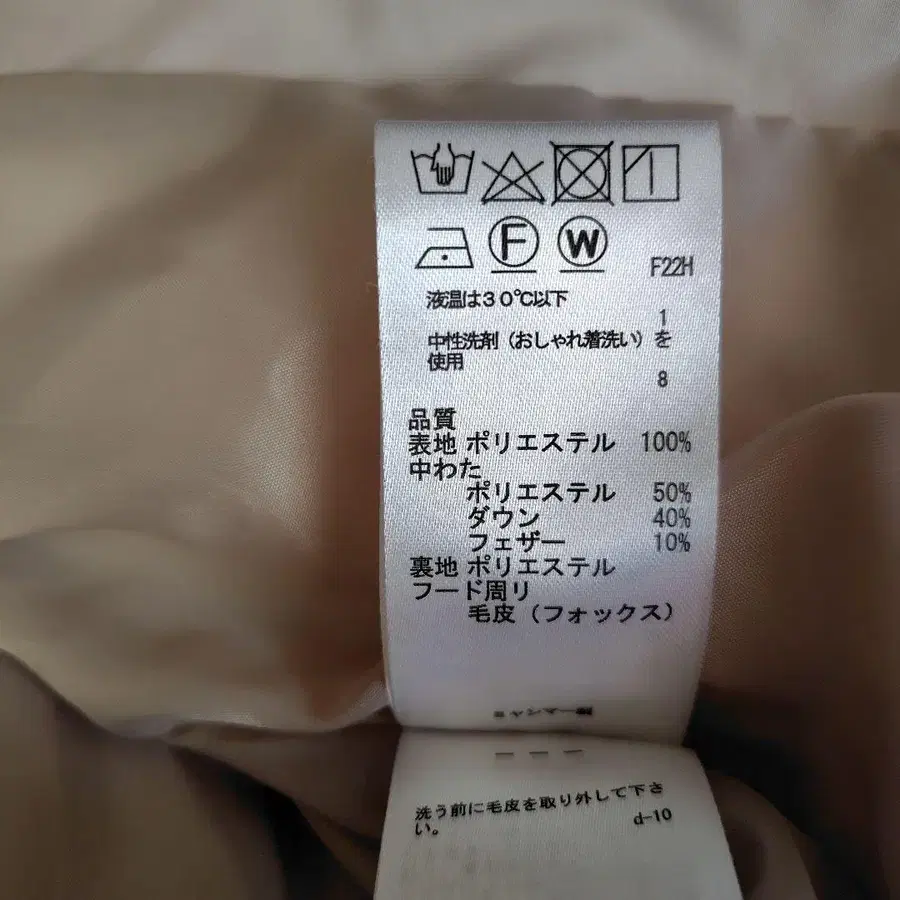 F W
F22H
液温は30℃以下
1
中性洗剤（おしゃれ着洗い）を
使用
8
品質
表地 ポリエステル 100%
中わた
ポリエステル 50%
ダウン 40%
フェザー 10%
裏地 ポリエステル
フード周り
毛皮（フォックス）
洗う前に毛皮を取り外して下さ
い。
d-10